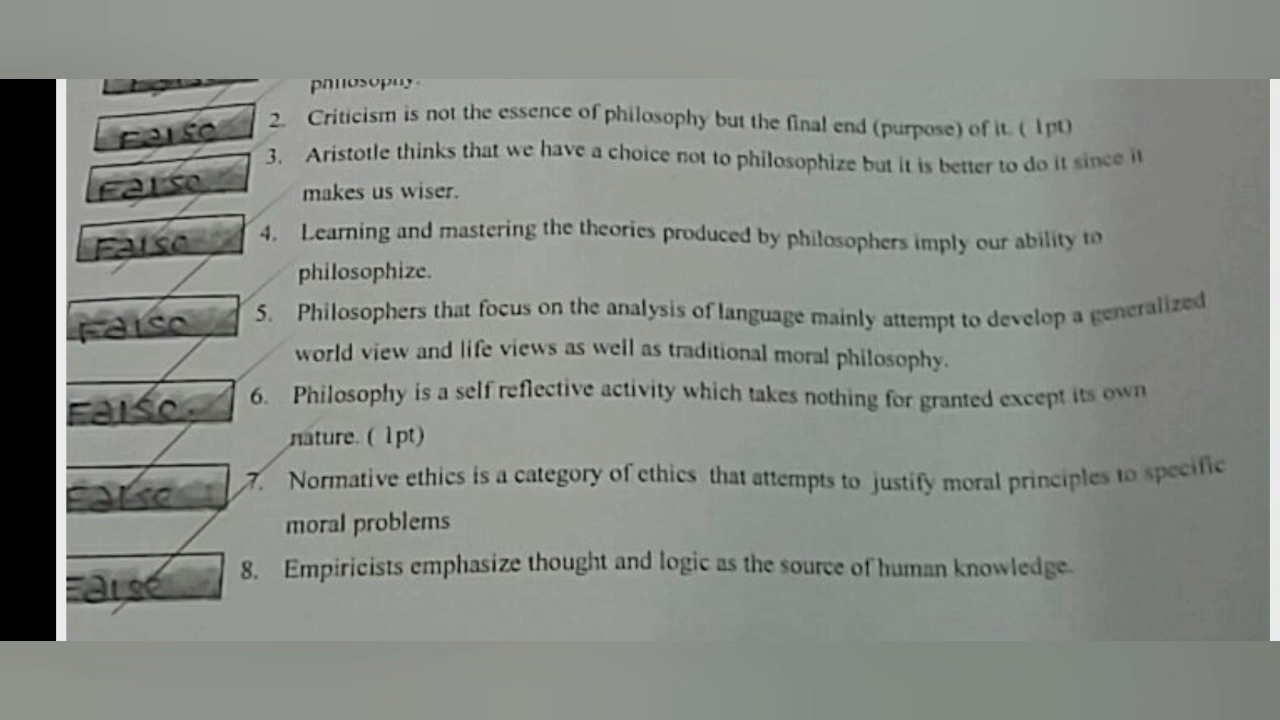 philosophy.
False 2. Criticism is not the essence of philosophy but the final end (purpose) of it. ( 1pt)
False 3. Aristotle thinks that we have a choice not to philosophize but it is better to do it since it
makes us wiser.
False 4. Learning and mastering the theories produced by philosophers imply our ability to
philosophize.
False 5. Philosophers that focus on the analysis of language mainly attempt to develop a generalized
world view and life views as well as traditional moral philosophy.
False. 6. Philosophy is a self reflective activity which takes nothing for granted except its own
nature. ( 1pt)
False 7. Normative ethics is a category of ethics that attempts to justify moral principles to specific
moral problems
False 8. Empiricists emphasize thought and logic as the source of human knowledge.